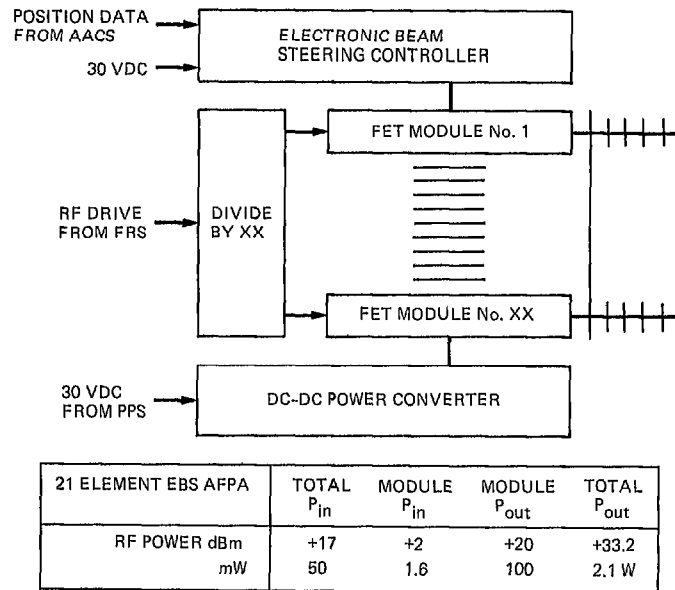 POSITION DATA
FROM AACS
30 VDC
ELECTRONIC BEAM
STEERING CONTROLLER
FET MODULE No. 1
RF DRIVE
FROM FRS
DIVIDE
BY XX
FET MODULE No. XX
30 VDC
FROM PPS
DC-DC POWER CONVERTER
21 ELEMENT EBS AFPA TOTAL Pin MODULE Pin MODULE Pout TOTAL Pout
RF POWER dBm +17 +2 +20 +33.2
mW 50 1.6 100 2.1 W